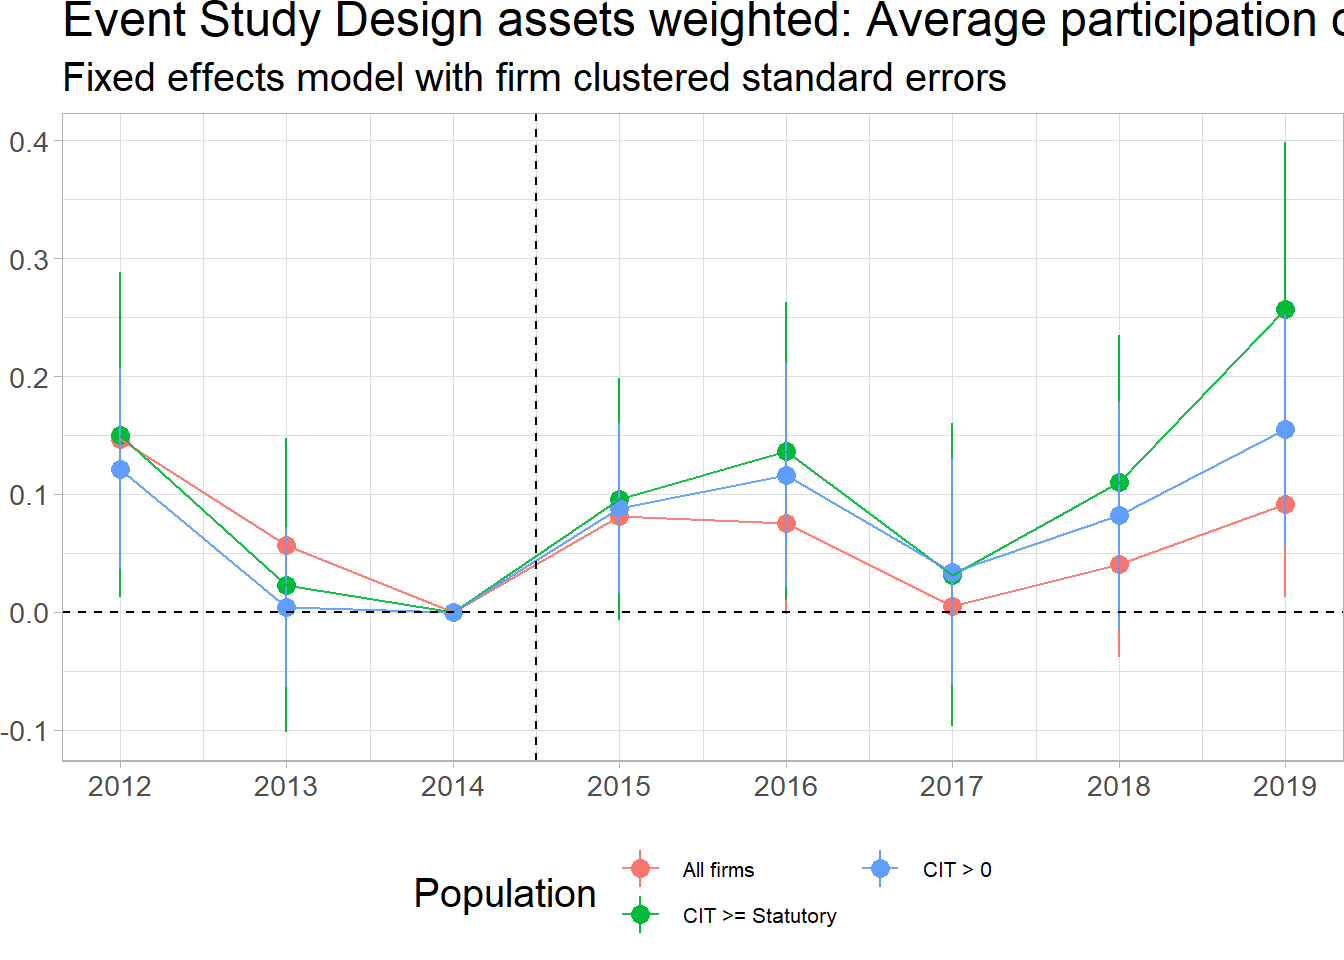 Event Study Design assets weighted: Average participation
Fixed effects model with firm clustered standard errors
0.4
0.3
0.2
0.1
0.0
-0.1
2012 2013 2014 2015 2016 2017 2018 2019
Population
All firms
CIT > 0
CIT >= Statutory